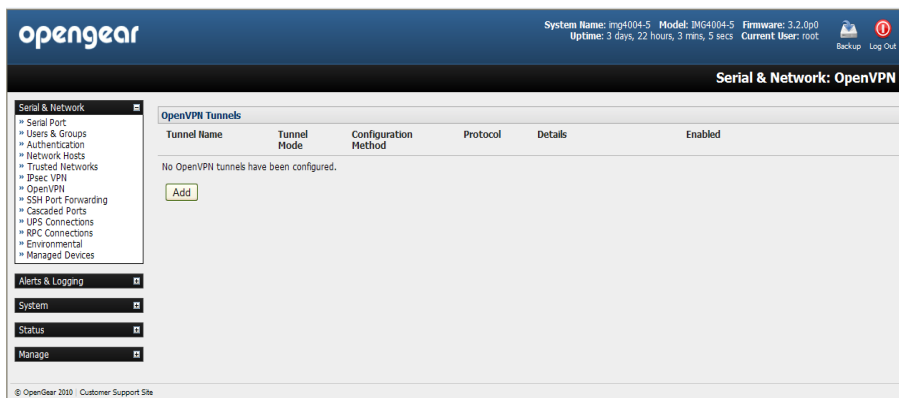 opengear
System Name: img4004-5 Model: IMG4004-5 Firmware: 3.2.0p0
Uptime: 3 days, 22 hours, 3 mins, 5 secs Current User: root
Backup Log Out
Serial & Network: OpenVPN
Serial & Network
» Serial Port
» Users & Groups
» Authentication
» Network Hosts
» Trusted Networks
» IPsec VPN
» OpenVPN
» SSH Port Forwarding
» Cascaded Ports
» UPS Connections
» RPC Connections
» Environmental
» Managed Devices
Alerts & Logging
System
Status
Manage
OpenVPN Tunnels
Tunnel Name Tunnel Mode Configuration Method Protocol Details Enabled
No OpenVPN tunnels have been configured.
Add
© OpenGear 2010 | Customer Support Site